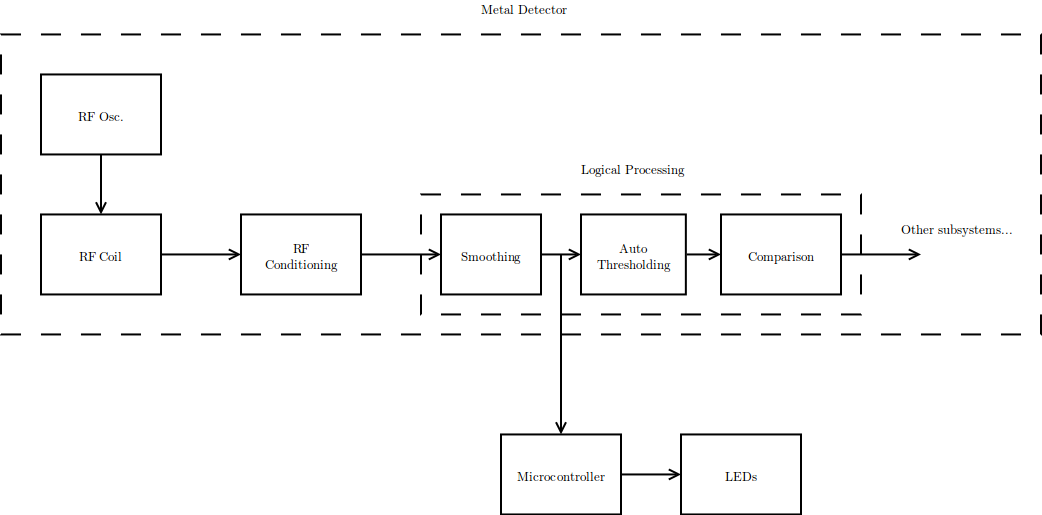 Metal Detector
RF Osc.
Logical Processing
Other subsystems...
RF Coil
RF
Conditioning
Smoothing
Auto
Thresholding
Comparison
Microcontroller
LEDs